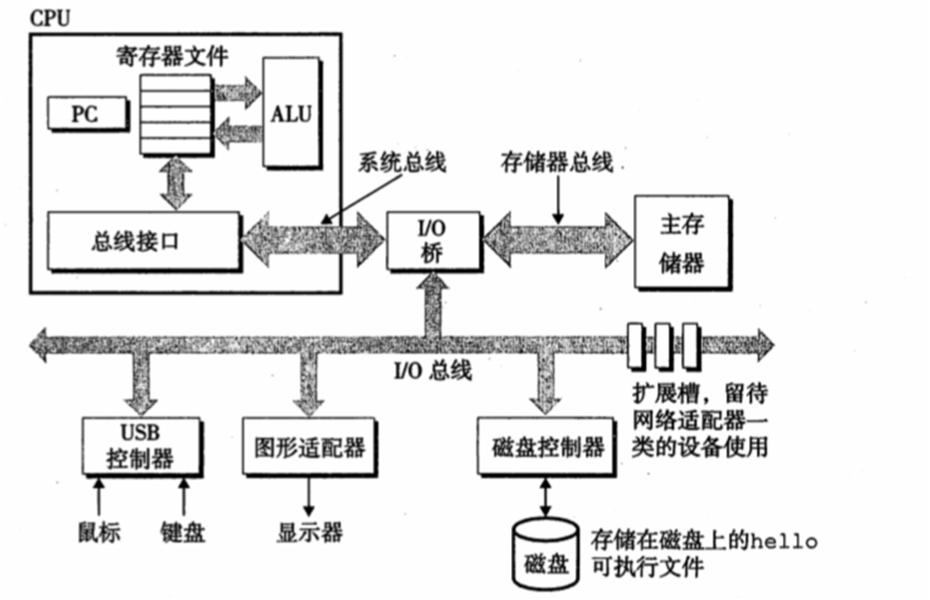 CPU
寄存器文件
PC
ALU
系统总线
存储器总线
总线接口
I/O
桥
主存
储器
I/O 总线
扩展槽，留待
网络适配器一
类的设备使用
USB
控制器
图形适配器
磁盘控制器
鼠标
键盘
显示器
磁盘
存储在磁盘上的hello
可执行文件